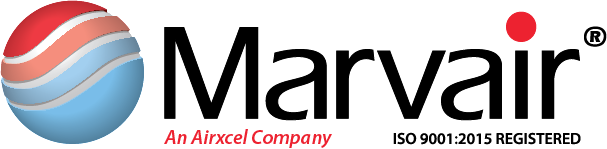 Marvair®
An Airxcel Company
ISO 9001:2015 REGISTERED